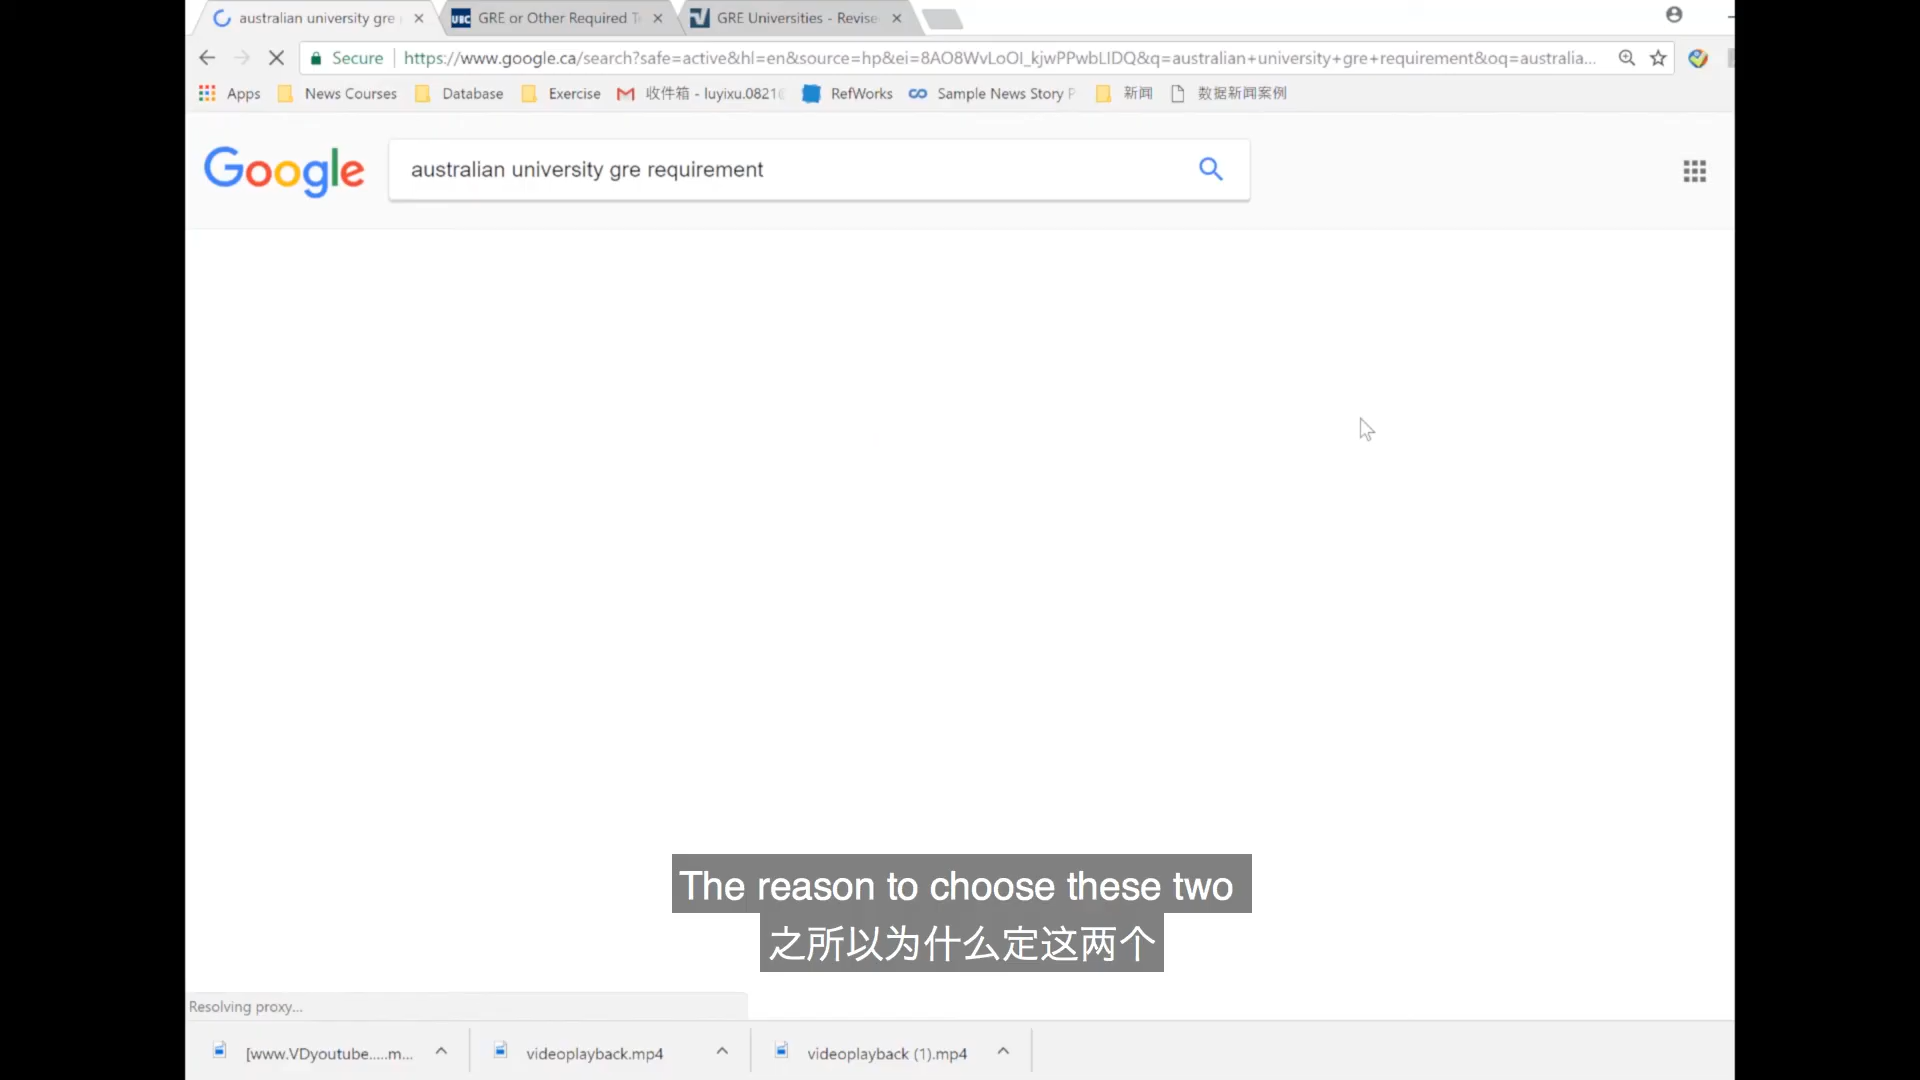 australian university gre
GRE or Other Required T
GRE Universities - Revise
Secure
https://www.google.ca/search?safe=active&hl=en&source=hp&ei=8AO8WvLoOI_kjwPPwbLIDQ&q=australian+university+gre+requirement&oq=australia...
Apps
News Courses
Database
Exercise
收件箱 - luyixu.0821
RefWorks
Sample News Story P
新闻
数据新闻案例
Google
australian university gre requirement
The reason to choose these two
之所以为什么定这两个
Resolving proxy...
[www.VDyoutube.....m...
videoplayback.mp4
videoplayback (1).mp4